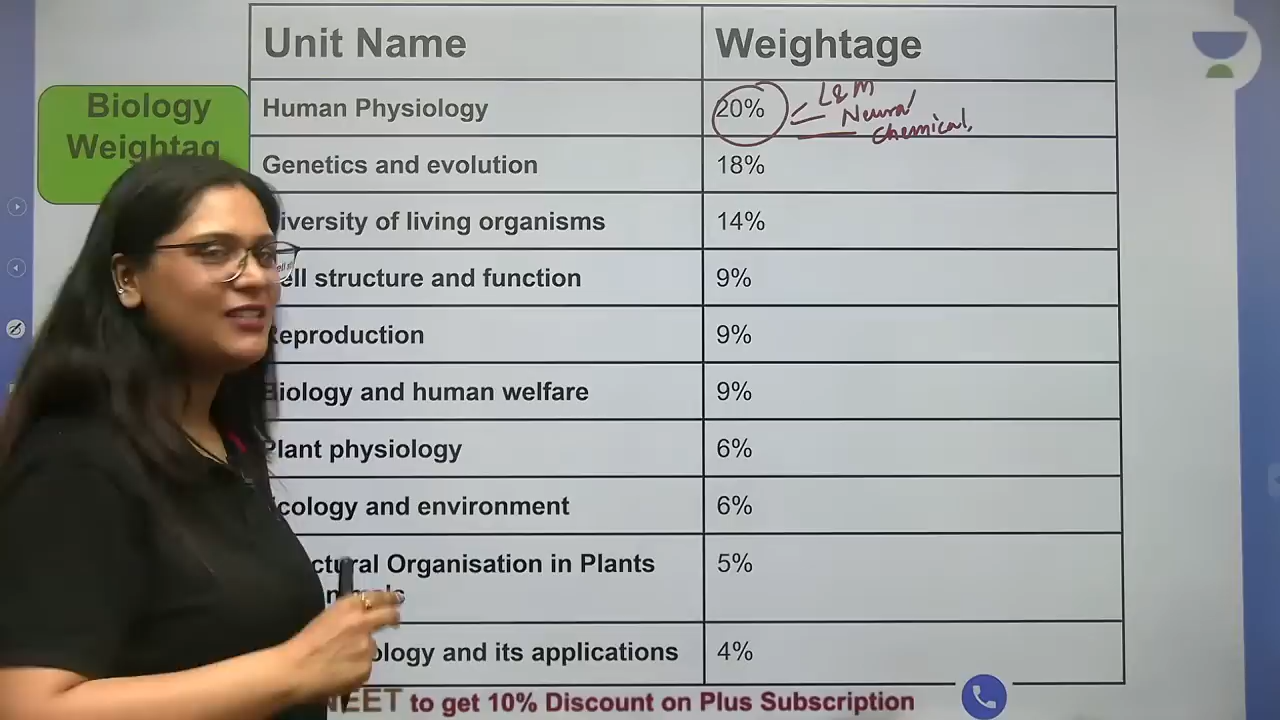 Unit Name Weightage
Biology
Weightag
Human Physiology 20% L&M
Neural
Chemical,
Genetics and evolution 18%
iversity of living organisms 14%
ell structure and function 9%
Reproduction 9%
Biology and human welfare 9%
Plant physiology 6%
cology and environment 6%
ctural Organisation in Plants 5%
ology and its applications 4%
NEET to get 10% Discount on Plus Subscription